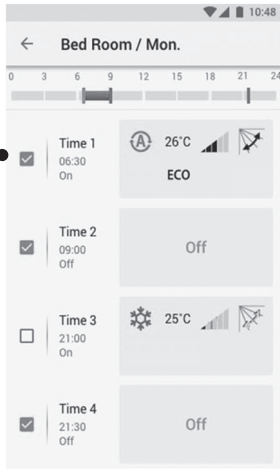 10:48
Bed Room / Mon.
0 3 6 9 12 15 18 21 24
Time 1
06:30
On
A 26°C
ECO
Time 2
09:00
Off
Off
Time 3
21:00
On
25°C
Time 4
21:30
Off
Off